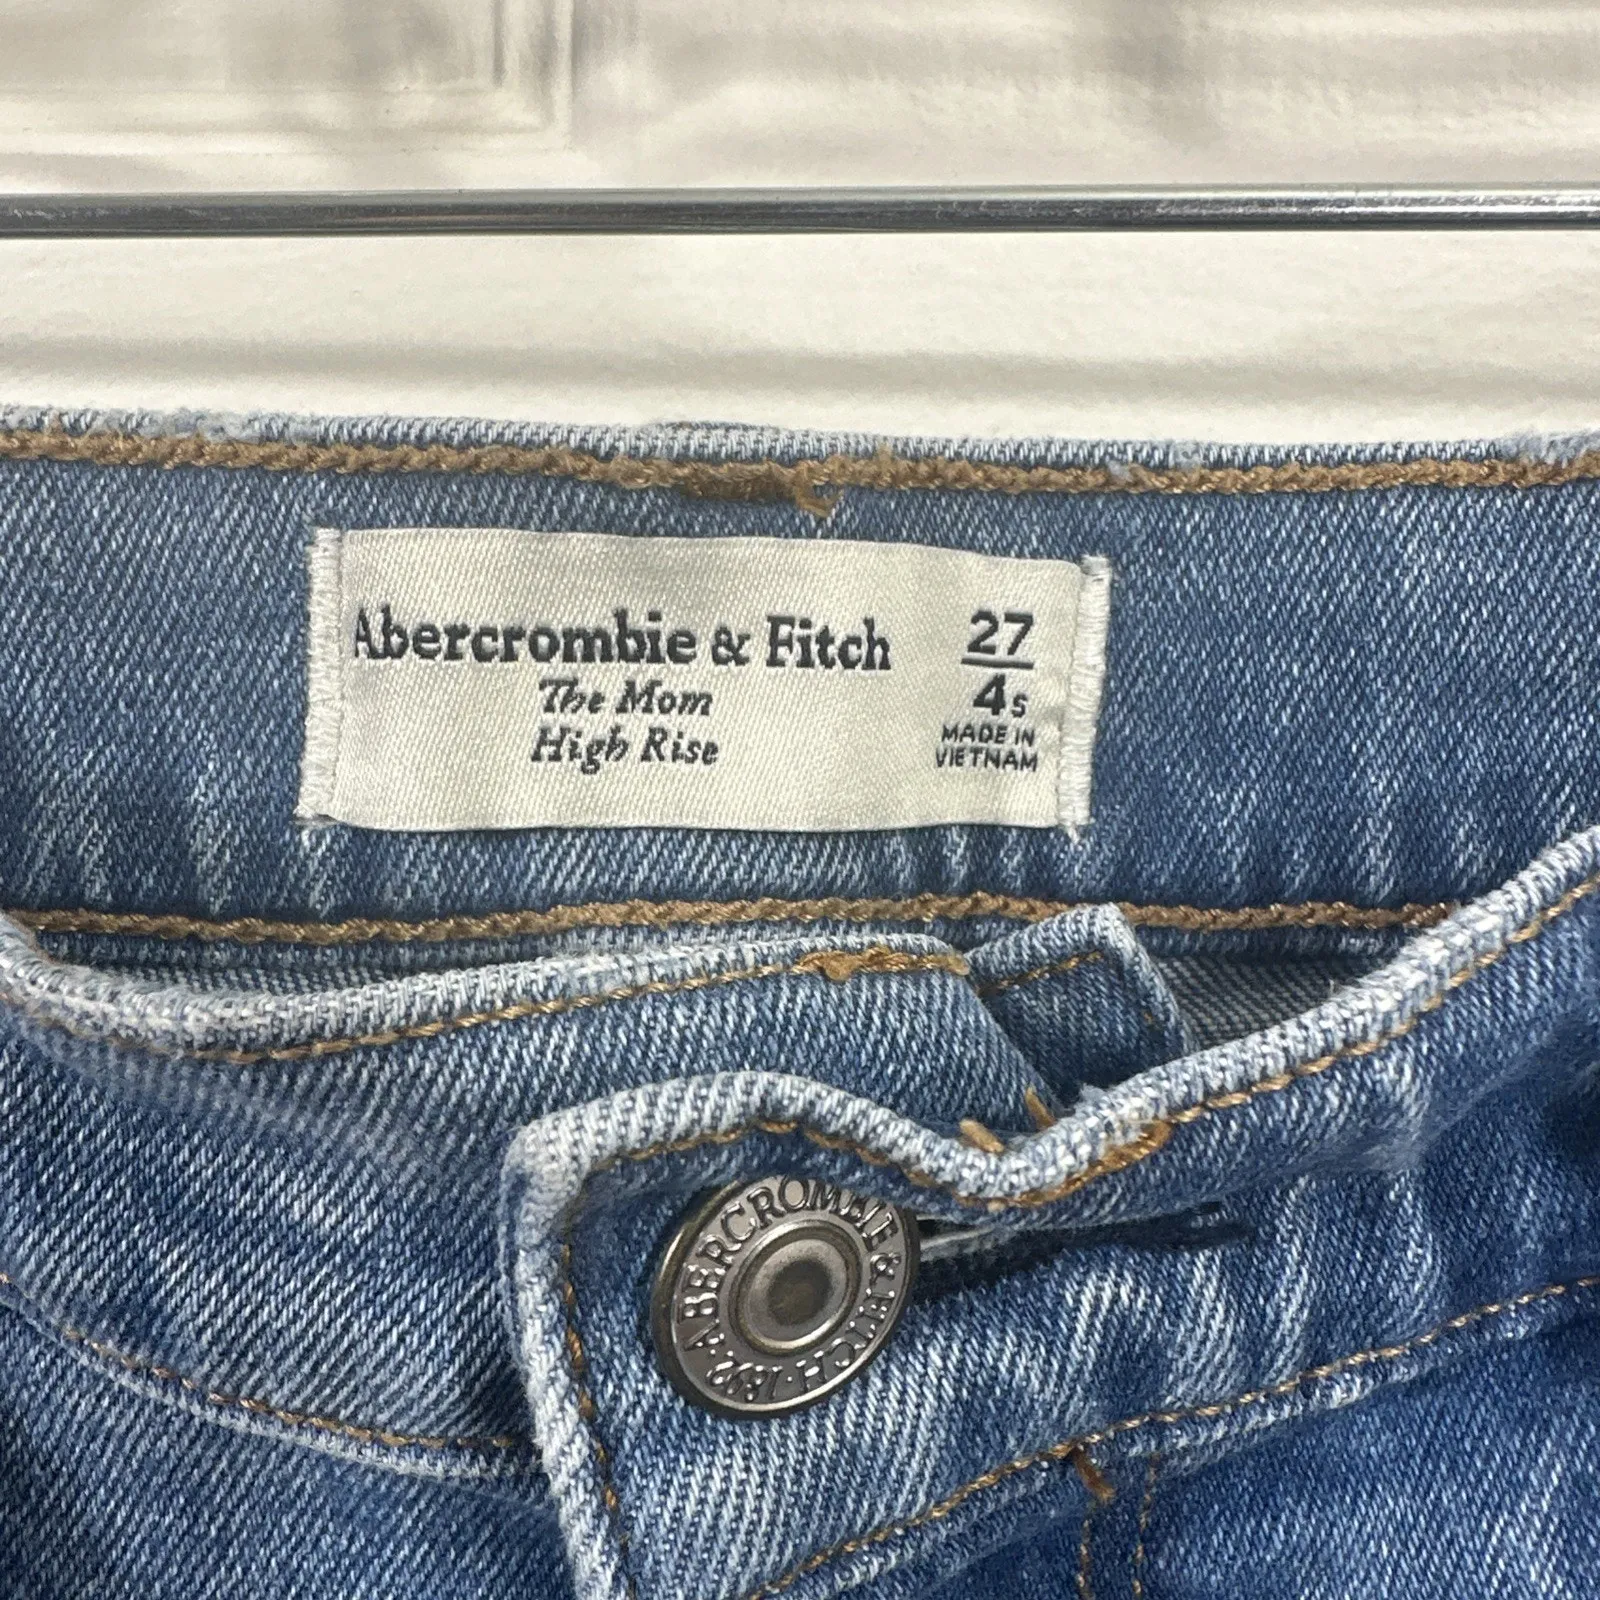 Abercrombie & Fitch
The Mom
High Rise
27
4s
MADE IN
VIETNAM
ABERCROMBIE & FITCH · 1892 ·